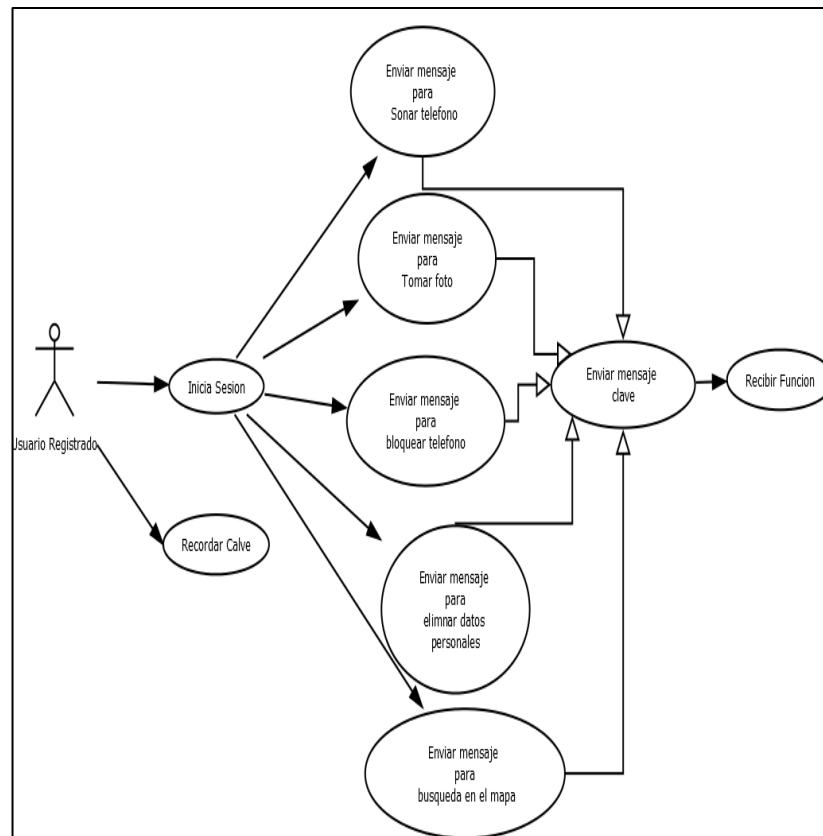 Enviar mensaje
para
Sonar telefono
Enviar mensaje
para
Tomar foto
Usuario Registrado
Inicia Sesion
Enviar mensaje
para
bloquear telefono
Enviar mensaje
clave
Recibir Funcion
Recordar Calve
Enviar mensaje
para
elimnar datos
personales
Enviar mensaje
para
busqueda en el mapa